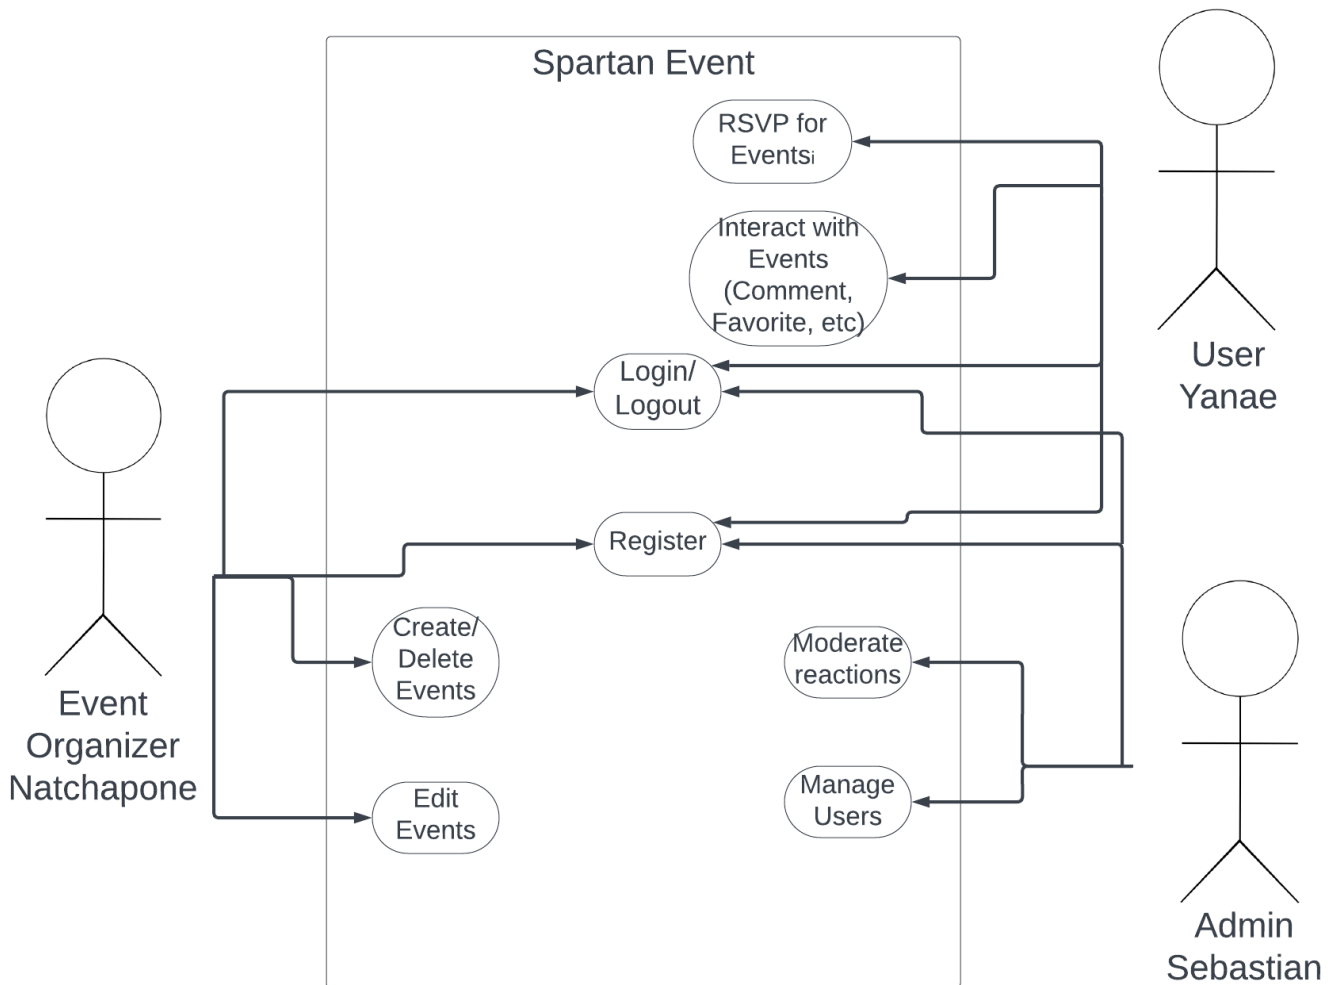 Spartan Event
RSVP for
Eventsi
Interact with
Events
(Comment,
Favorite, etc)
User
Yanae
Login/
Logout
Register
Event
Organizer
Natchapone
Create/
Delete
Events
Moderate
reactions
Edit
Events
Manage
Users
Admin
Sebastian